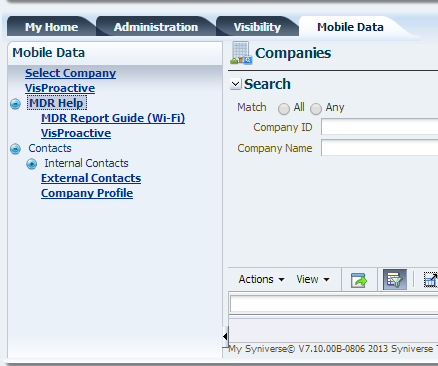 My Home
Administration
Visibility
Mobile Data
Mobile Data
Select Company
VisProactive
MDR Help
MDR Report Guide (Wi-Fi)
VisProactive
Contacts
Internal Contacts
External Contacts
Company Profile
Companies
Search
Match All Any
Company ID
Company Name
Actions View
My Syniverse© V7.10.00B-0806 2013 Syniverse